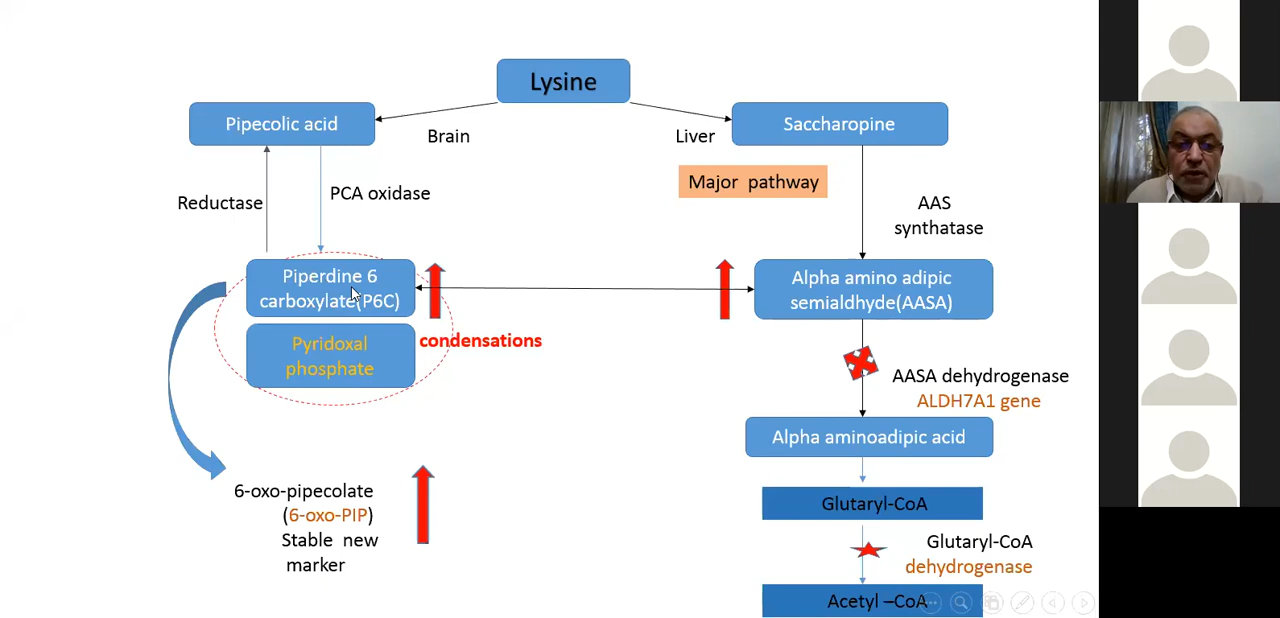 Lysine
Pipecolic acid
Brain
Liver
Saccharopine
Major pathway
Reductase
PCA oxidase
AAS
synthatase
Piperdine 6
carboxylate(P6C)
Alpha amino adipic
semialdhyde(AASA)
Pyridoxal
phosphate
condensations
AASA dehydrogenase
ALDH7A1 gene
Alpha aminoadipic acid
6-oxo-pipecolate
(6-oxo-PIP)
Stable new
marker
Glutaryl-CoA
Glutaryl-CoA
dehydrogenase
Acetyl –CoA